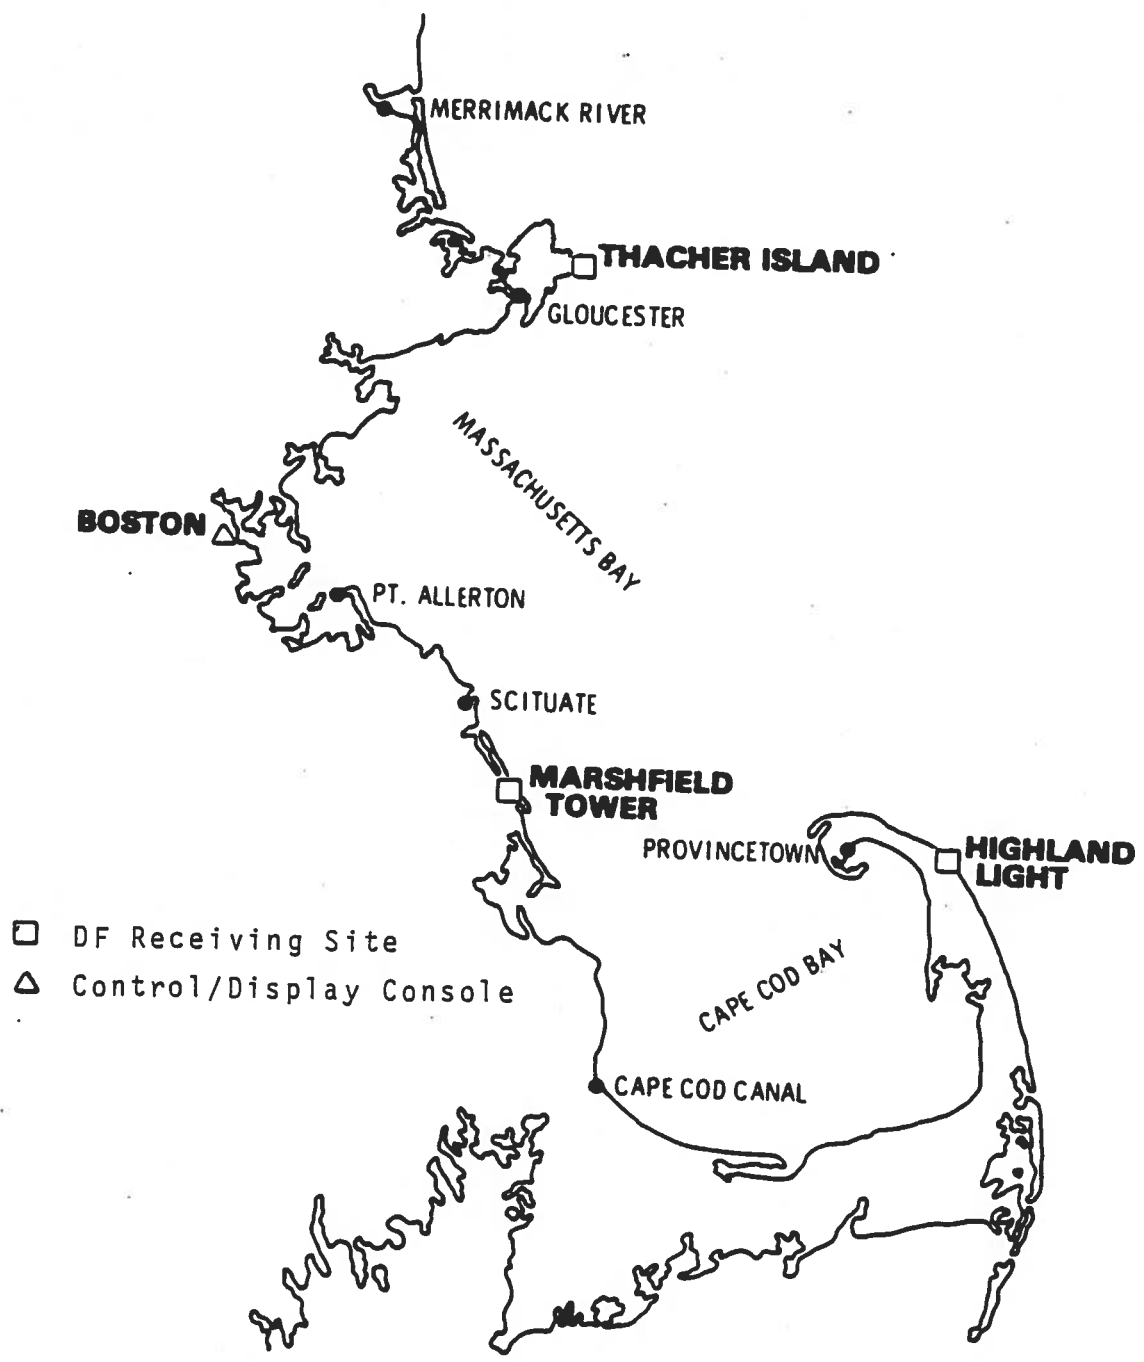 MERRIMACK RIVER
THACHER ISLAND
GLOUCESTER
MASSACHUSETTS BAY
BOSTON
PT. ALLERTON
SCITUATE
MARSHFIELD
TOWER
PROVINCETOWN
HIGHLAND
LIGHT
DF Receiving Site
Control/Display Console
CAPE COD BAY
CAPE COD CANAL